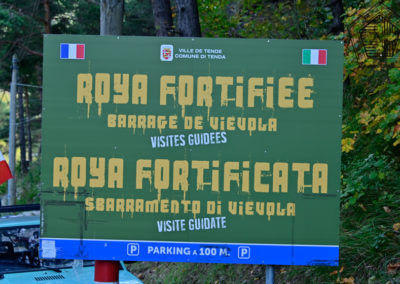 VILLE DE TENDE
COMUNE DI TENDA
ROYA FORTIFIEE
BARRAGE DE VIEVOLA
VISITES GUIDEES
ROYA FORTIFICATA
SBARRAMENTO DI VIEVOLA
VISITE GUIDATE
P PARKING A 100 M. P